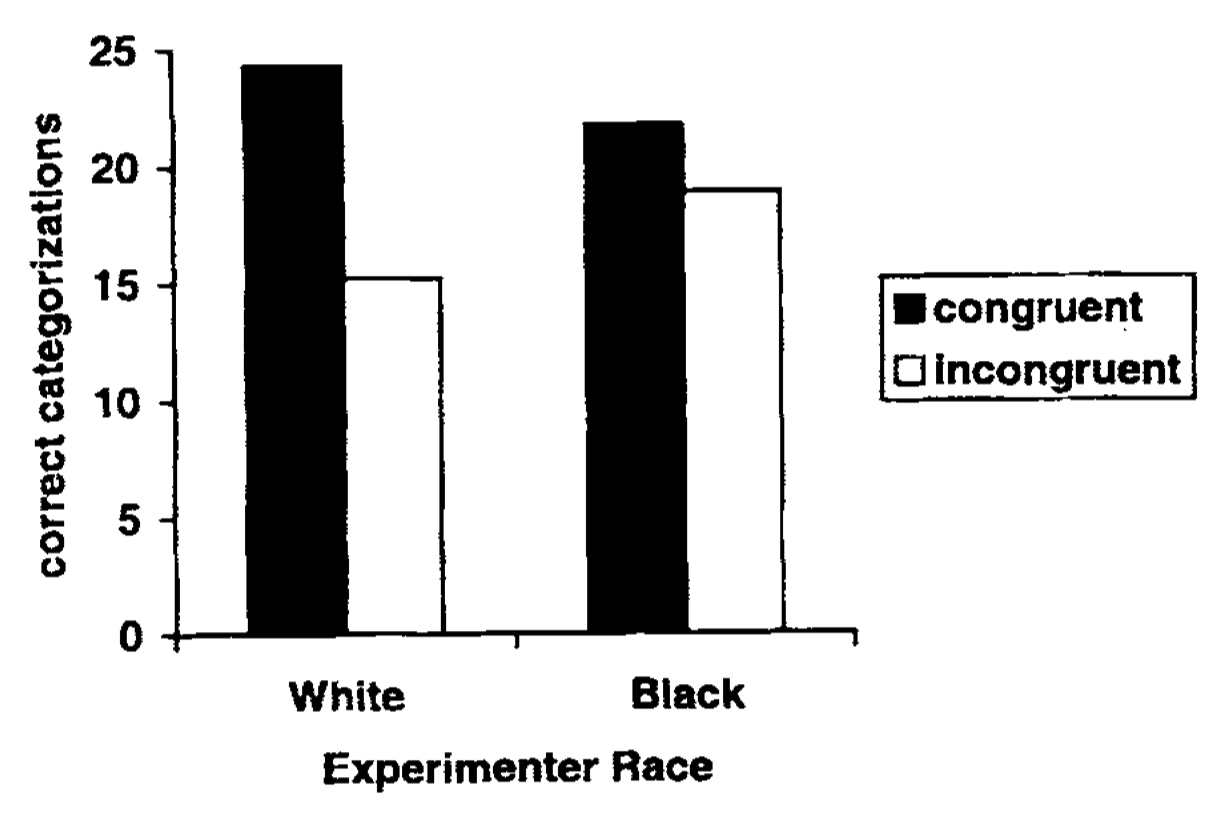 25
20
15
10
5
0
correct categorizations
White
Black
Experimenter Race
congruent
incongruent